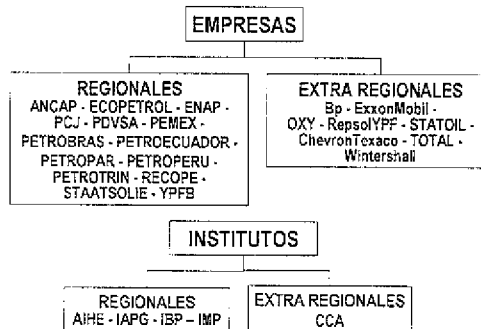 EMPRESAS
REGIONALES
ANCAP - ECOPETROL - ENAP -
PCJ - PDVSA - PEMEX -
PETROBRAS - PETROECUADOR -
PETROPAR - PETROPERU -
PETROTRIN - RECOPE -
STAATSOLIE - YPFB
EXTRA REGIONALES
Bp - ExxonMobil -
OXY - RepsolYPF - STATOIL -
ChevronTexaco - TOTAL -
Wintershall
INSTITUTOS
REGIONALES
AIHE - IAPG - IBP – IMP
EXTRA REGIONALES
CCA